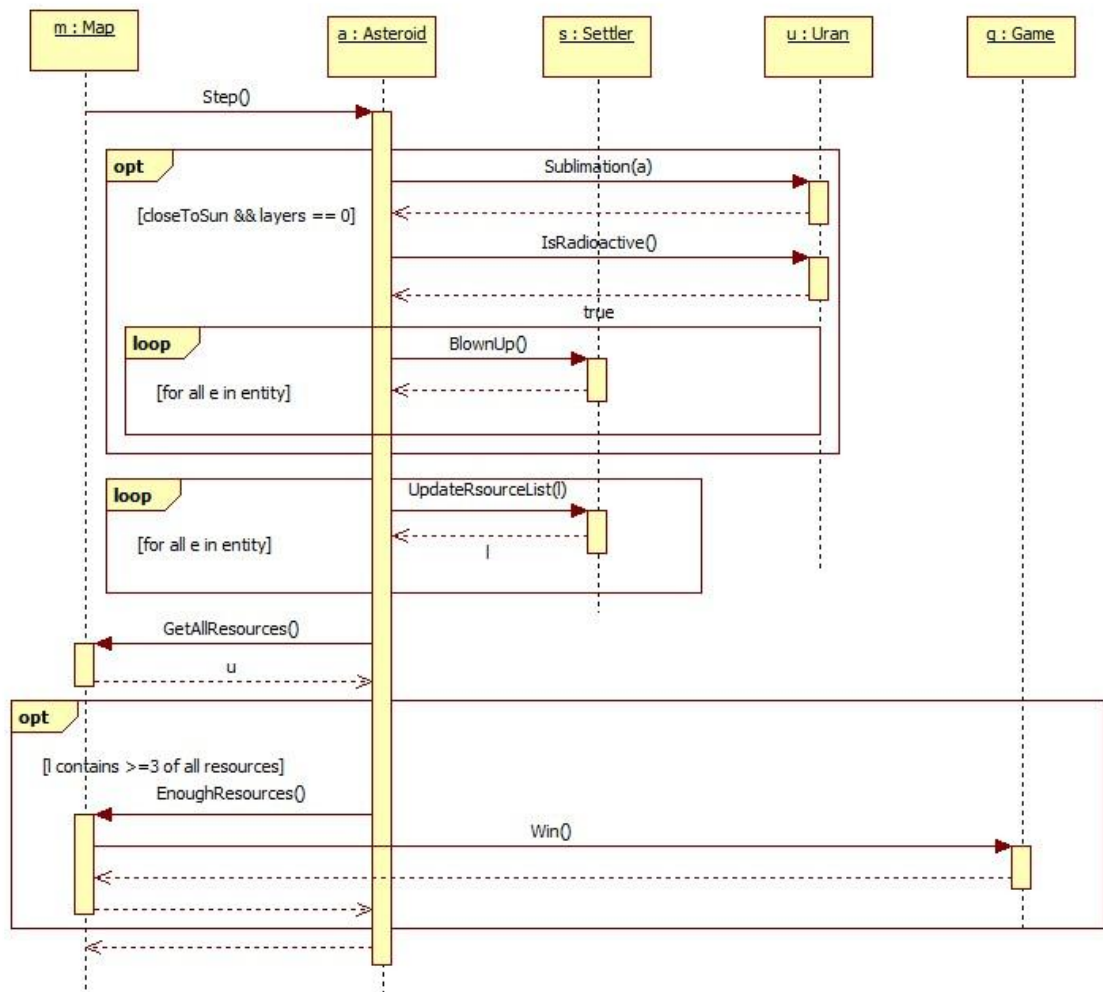 m : Map
a : Asteroid
s : Settler
u : Uran
g : Game
Step()
opt
Sublimation(a)
[closeToSun && layers == 0]
IsRadioactive()
true
loop
BlownUp()
[for all e in entity]
loop
UpdateRsourceList(l)
[for all e in entity]
l
GetAllResources()
u
opt
[l contains >=3 of all resources]
EnoughResources()
Win()